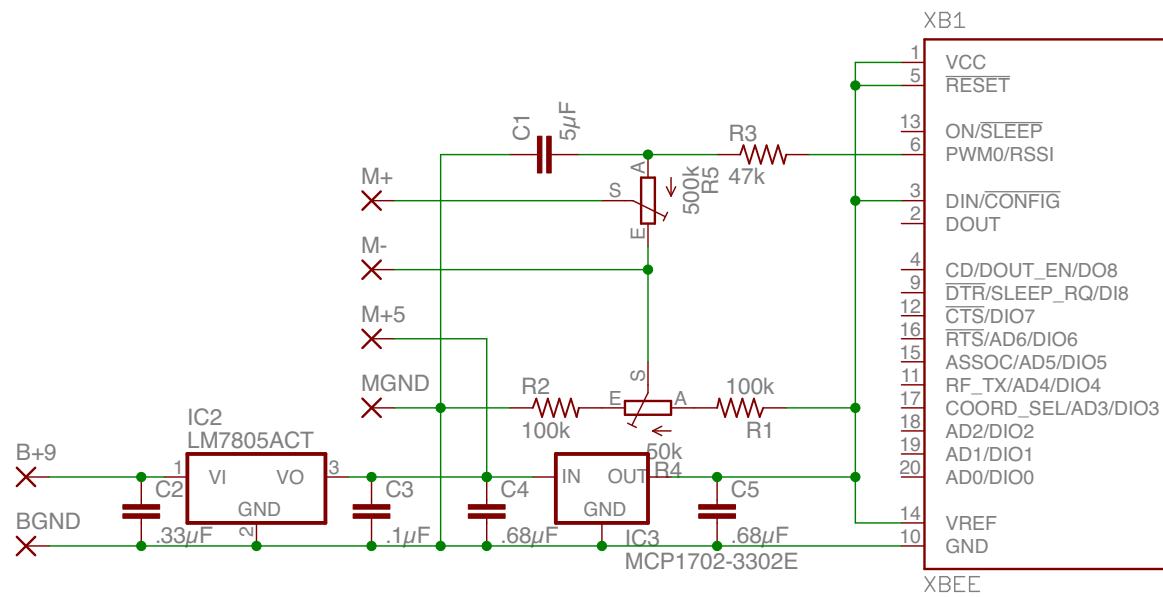 XB1
1
VCC
5
RESET
13
ON/SLEEP
6
PWM0/RSSI
3
DIN/CONFIG
2
DOUT
4
CD/DOUT_EN/DO8
9
DTR/SLEEP_RQ/DI8
12
CTS/DIO7
16
RTS/AD6/DIO6
15
ASSOC/AD5/DIO5
11
RF_TX/AD4/DIO4
17
COORD_SEL/AD3/DIO3
18
AD2/DIO2
19
AD1/DIO1
20
AD0/DIO0
14
VREF
10
GND
XBEE
C1
5µF
R3
47k
A
S
E
500k
R5
M+
M-
M+5
MGND
R2
100k
S
E
A
50k
R4
100k
R1
IC2
LM7805ACT
B+9
1
VI
VO
3
GND
2
BGND
C2
.33µF
C3
.1µF
C4
.68µF
IN
OUT
GND
IC3
MCP1702-3302E
C5
.68µF